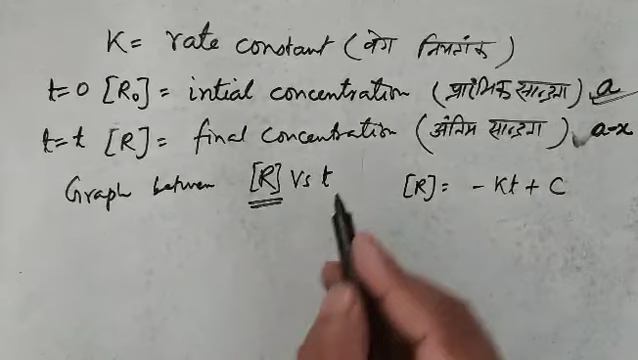 K = rate constant (वेग नियतांक)
t=0 [R₀] = intial concentration (प्रारंभिक सान्द्रता) a
t=t [R] = final concentration (अंतिम सान्द्रता) a-x
Graph between [R] Vs t [R] = -Kt + C